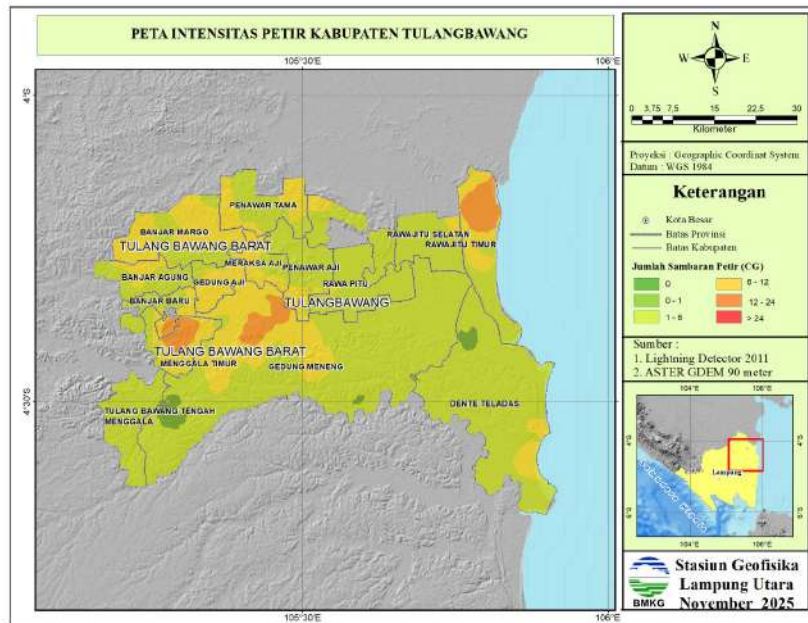 PETA INTENSITAS PETIR KABUPATEN TULANGBAWANG
105°30'E
106°E
4°S
4°30'S
PENAWAR TAMA
BANJAR MARGO
RAWAJITU SELATAN
RAWAJITU TIMUR
TULANG BAWANG BARAT
MERAKSA AJI
PENAWAR AJI
BANJAR AGUNG
GEDUNG AJI
RAWA PITU
BANJAR BARU
TULANGBAWANG
TULANG BAWANG BARAT
MENGGALA TIMUR
GEDUNG MENENG
DENTE TELADAS
TULANG BAWANG TENGAH
MENGGALA
105°30'E
106°E
N
W
E
S
0 3,75 7,5 15 22,5 30
Kilometer
Proyeksi : Geographic Coordinat System
Datum : WGS 1984
Keterangan
Kota Besar
Batas Provinsi
Batas Kabupaten
Jumlah Sambaran Petir (CG)
0
0 - 1
6 - 12
12 - 24
> 24
Sumber :
1. Lightning Detector 2011
2. ASTER GDEM 90 meter
104°E
106°E
4°S
Lampung
6°S
104°E
106°E
BMKG
Stasiun Geofisika
Lampung Utara
November 2025